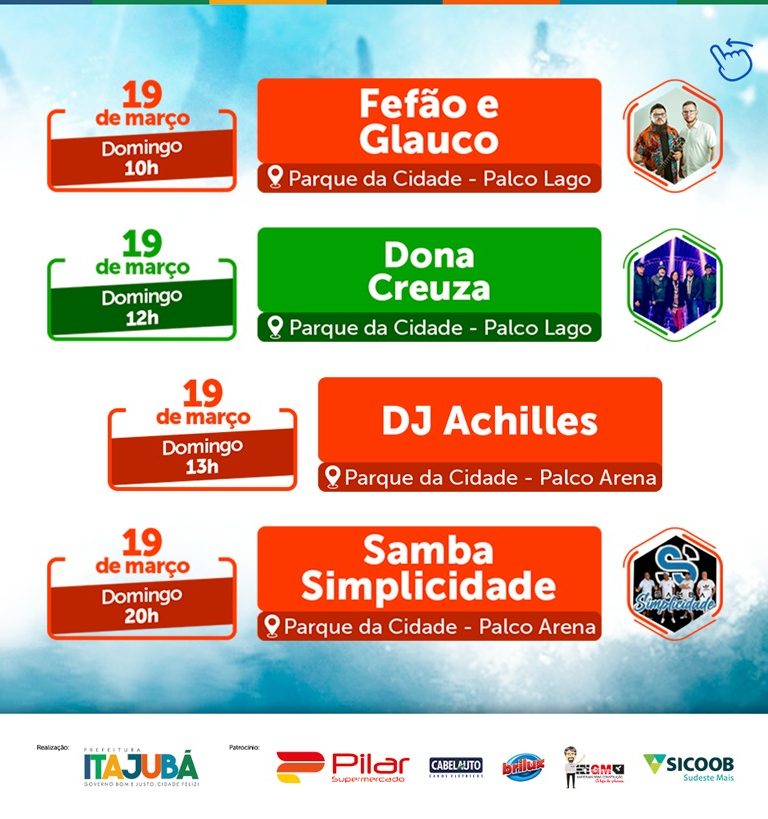 19
de março
Domingo
10h
Fefão e
Glauco
Parque da Cidade - Palco Lago
19
de março
Domingo
12h
Dona
Creuza
Parque da Cidade - Palco Lago
19
de março
Domingo
13h
DJ Achilles
Parque da Cidade - Palco Arena
19
de março
Domingo
20h
Samba
Simplicidade
Parque da Cidade - Palco Arena
Simplicidade
Realização:
PREFEITURA
ITAJUBÁ
GOVERNO BOM E JUSTO, CIDADE FELIZ!
Patrocínio:
Pilar
Supermercado
CABELAUTO
CABOS ELÉTRICOS
brilux
GM
SICOOB
Sudeste Mais